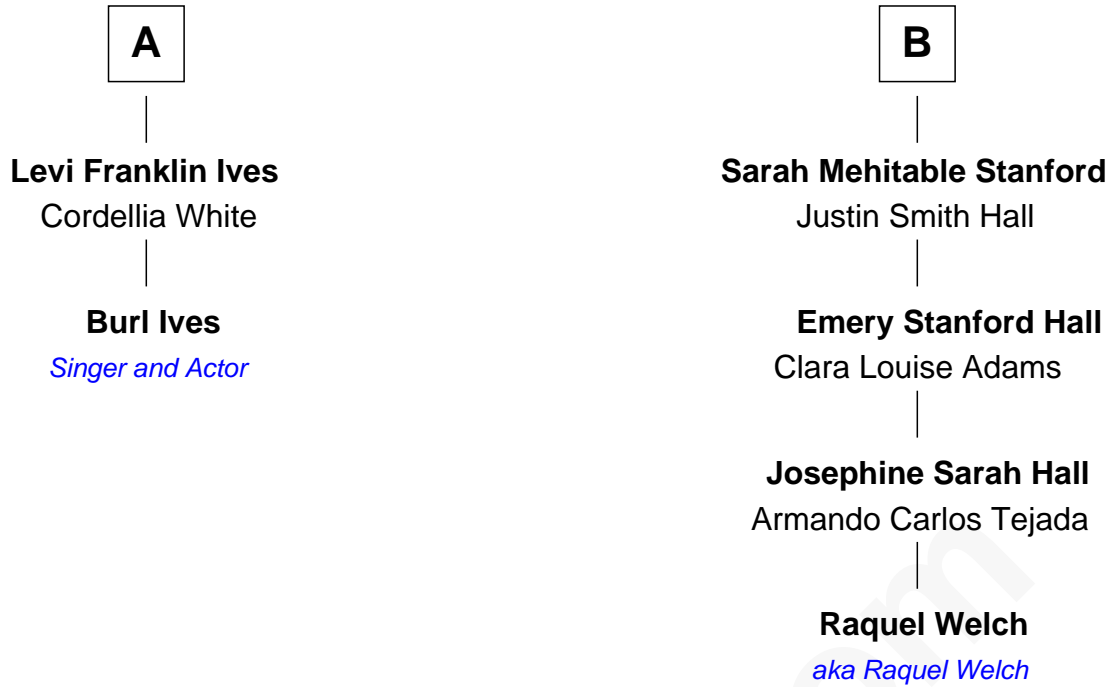 A
Levi Franklin Ives
Cordellia White
Burl Ives
Singer and Actor
B
Sarah Mehitable Stanford
Justin Smith Hall
Emery Stanford Hall
Clara Louise Adams
Josephine Sarah Hall
Armando Carlos Tejada
Raquel Welch
aka Raquel Welch